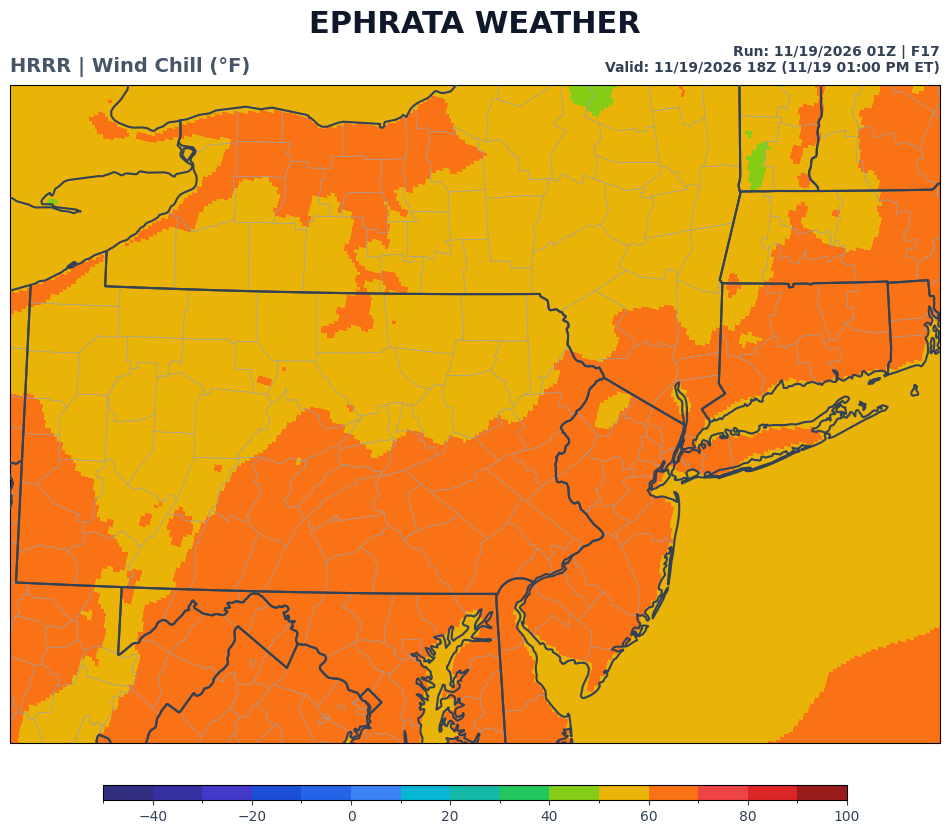 EPHRATA WEATHER
HRRR | Wind Chill (°F)
Run: 11/19/2026 01Z | F17
Valid: 11/19/2026 18Z (11/19 01:00 PM ET)
−40 −20 0 20 40 60 80 100